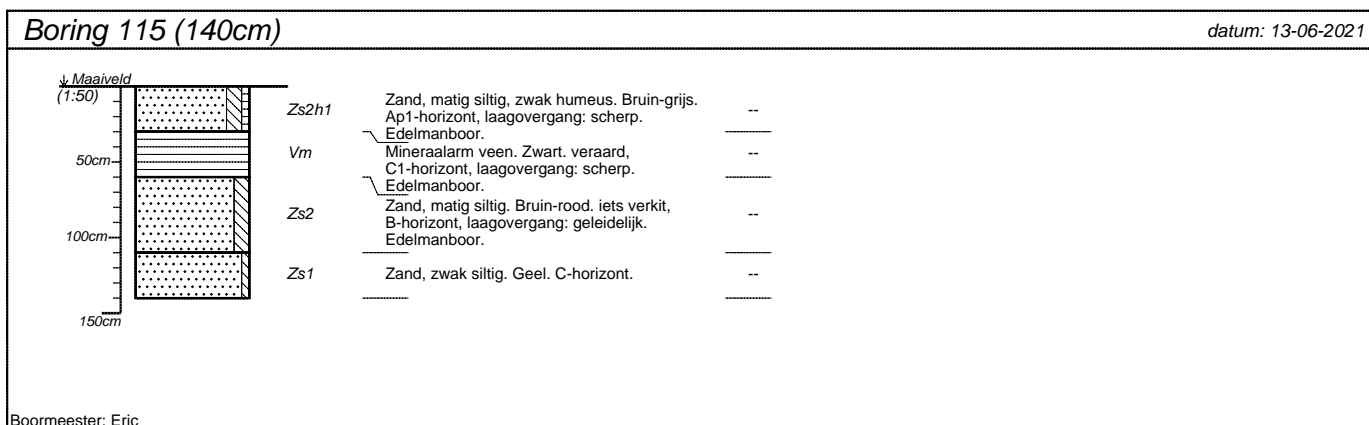 Boring 115 (140cm)
datum: 13-06-2021
Maaiveld
(1:50)
Zs2h1
Zand, matig siltig, zwak humeus. Bruin-grijs.
Ap1-horizont, laagovergang: scherp.
Edelmanboor.
--
50cm
Vm
Mineraalarm veen. Zwart. veraard,
C1-horizont, laagovergang: scherp.
Edelmanboor.
--
Zs2
Zand, matig siltig. Bruin-rood. iets verkit,
B-horizont, laagovergang: geleidelijk.
Edelmanboor.
--
100cm
Zs1
Zand, zwak siltig. Geel. C-horizont.
--
150cm
Boormeester: Eric